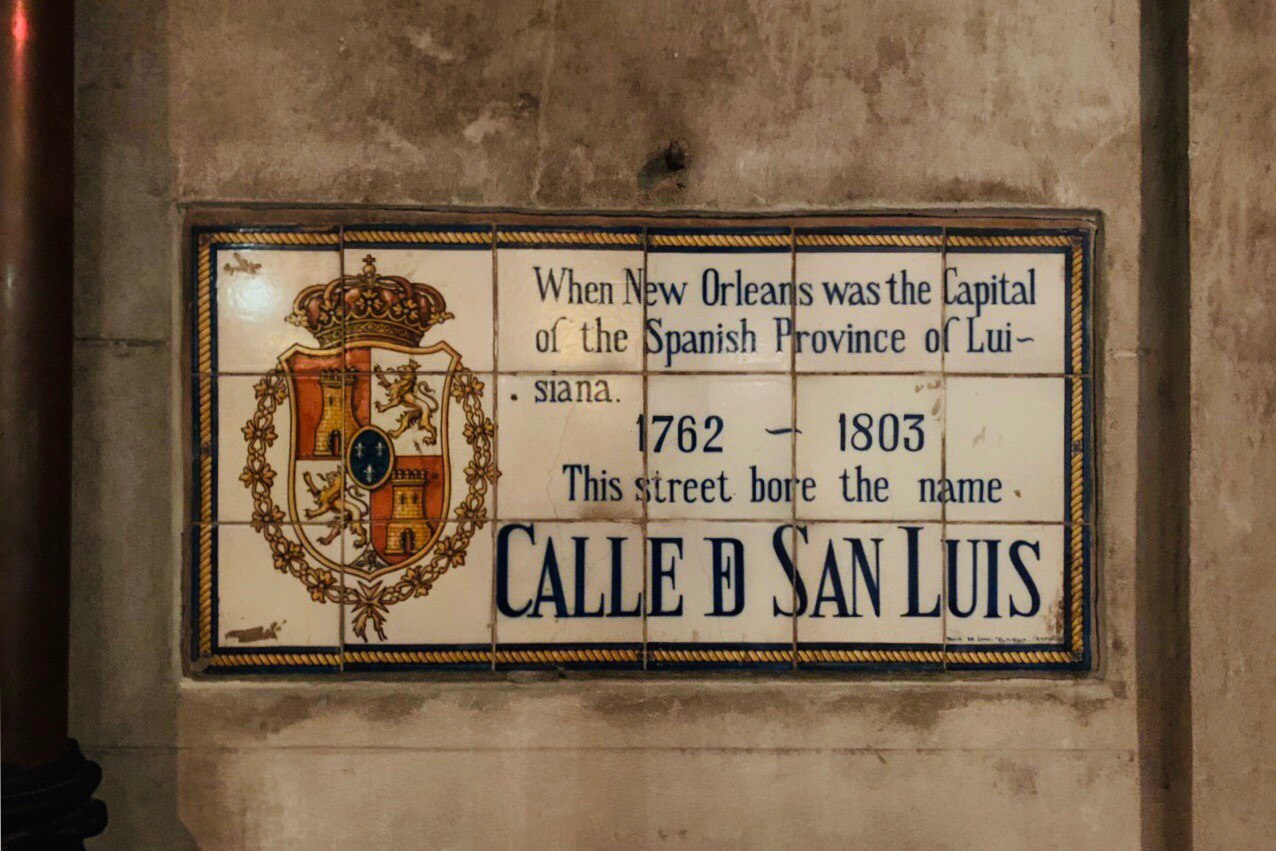 When New Orleans was the Capital
of the Spanish Province of Lui~
siana.
1762 ~ 1803
This street bore the name
CALLE D SAN LUIS